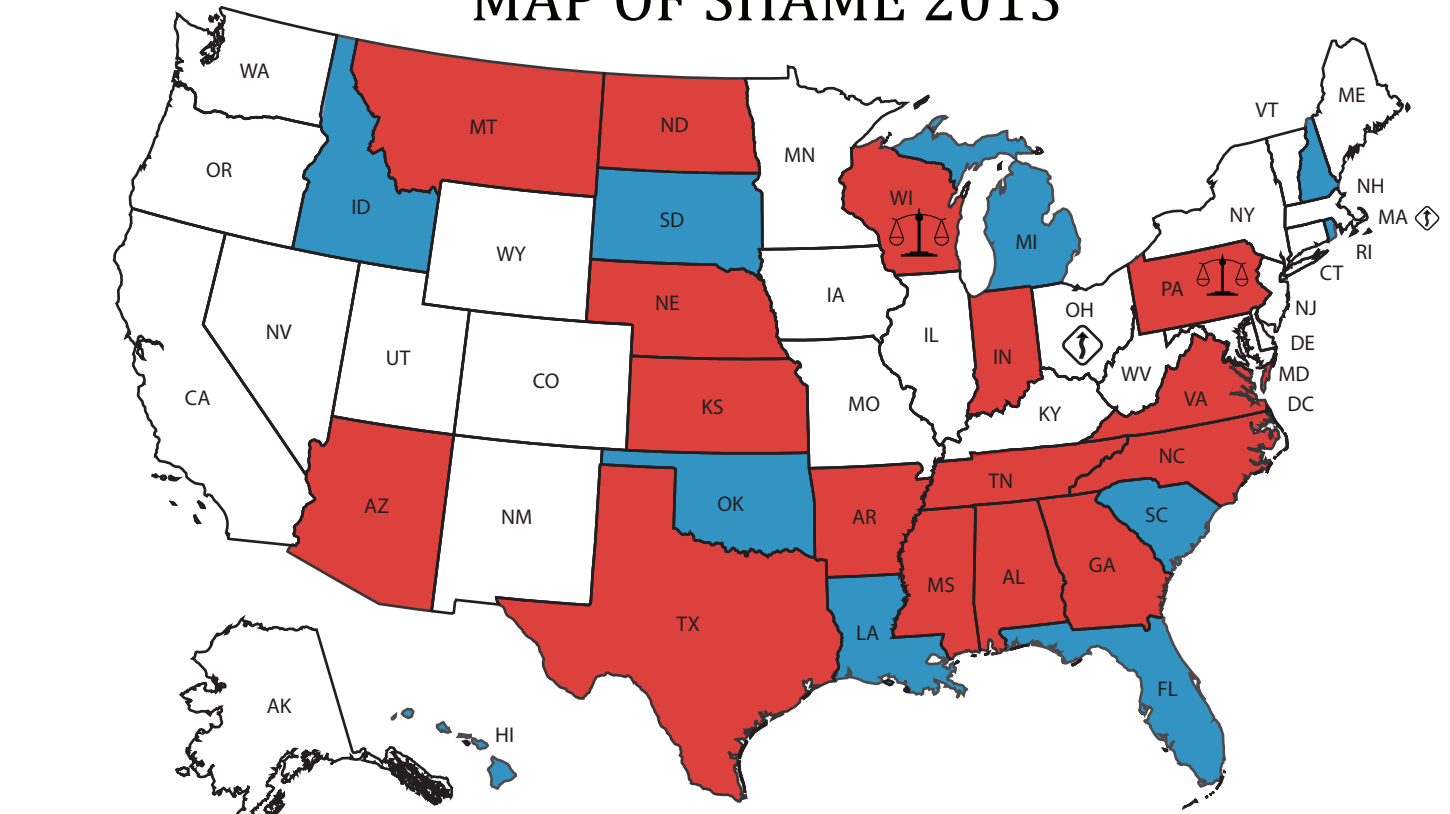 MAP OF SHAME 2013
WA
MT
ND
MN
OR
ID
SD
WI
MI
WY
NE
IA
NV
UT
CO
CA
KS
MO
IL
IN
OH
KY
WV
VA
PA
NY
VT
ME
NH
MA
RI
CT
NJ
DE
MD
DC
AZ
NM
OK
AR
TN
NC
SC
TX
LA
MS
AL
GA
FL
AK
HI